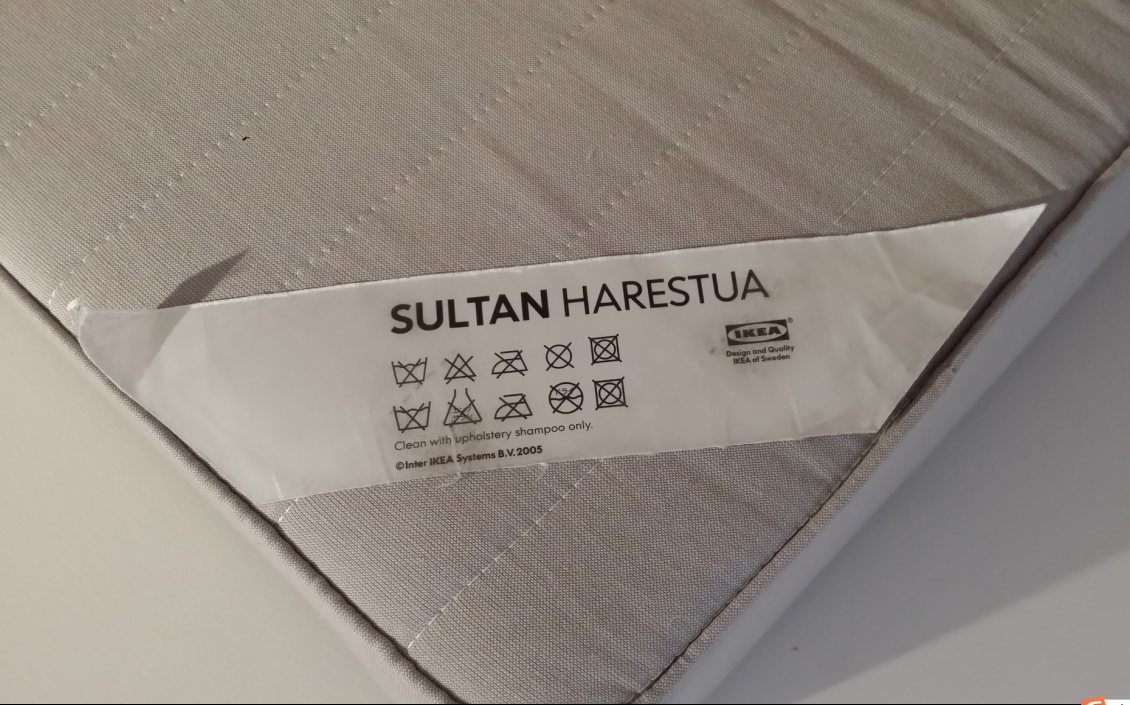 SULTAN HARESTUA
IKEA®
Design and Quality
IKEA of Sweden
Clean with upholstery shampoo only.
©Inter IKEA Systems B.V.2005